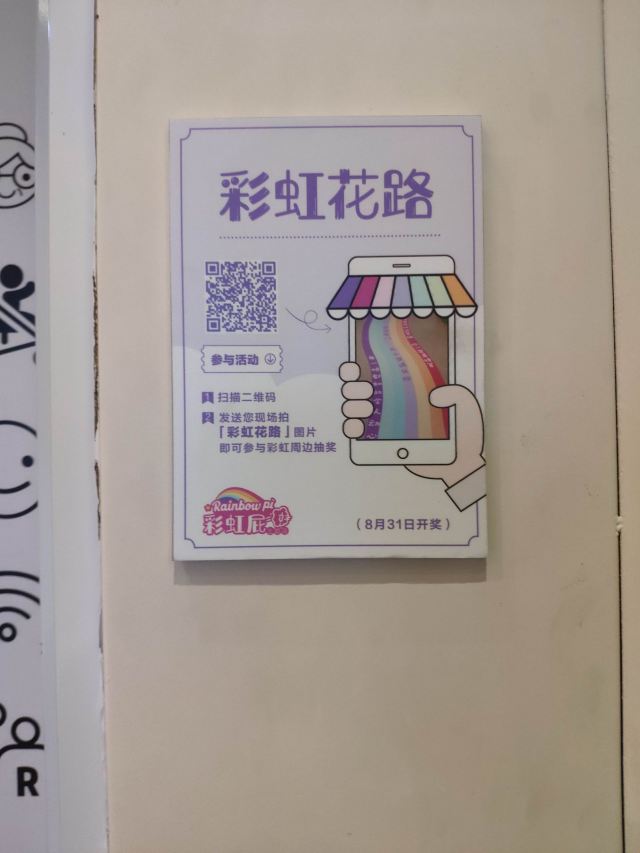 彩虹花路
参与活动
1 扫描二维码
2 发送您现场拍
「彩虹花路」图片
即可参与彩虹周边抽奖
Rainbow pi
彩虹屁
(8月31日开奖)
R